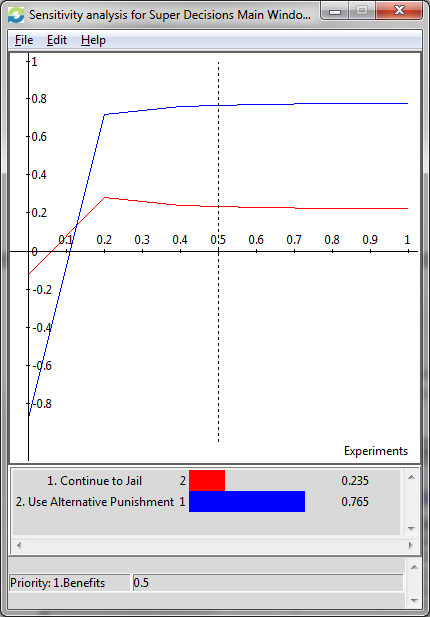 Sensitivity analysis for Super Decisions Main Windo...
File Edit Help
1
0.8
0.6
0.4
0.2
0
0.1 0.2 0.3 0.4 0.5 0.6 0.7 0.8 0.9 1
-0.2
-0.4
-0.6
-0.8
Experiments
1. Continue to Jail 2 0.235
2. Use Alternative Punishment 1 0.765
Priority: 1.Benefits 0.5